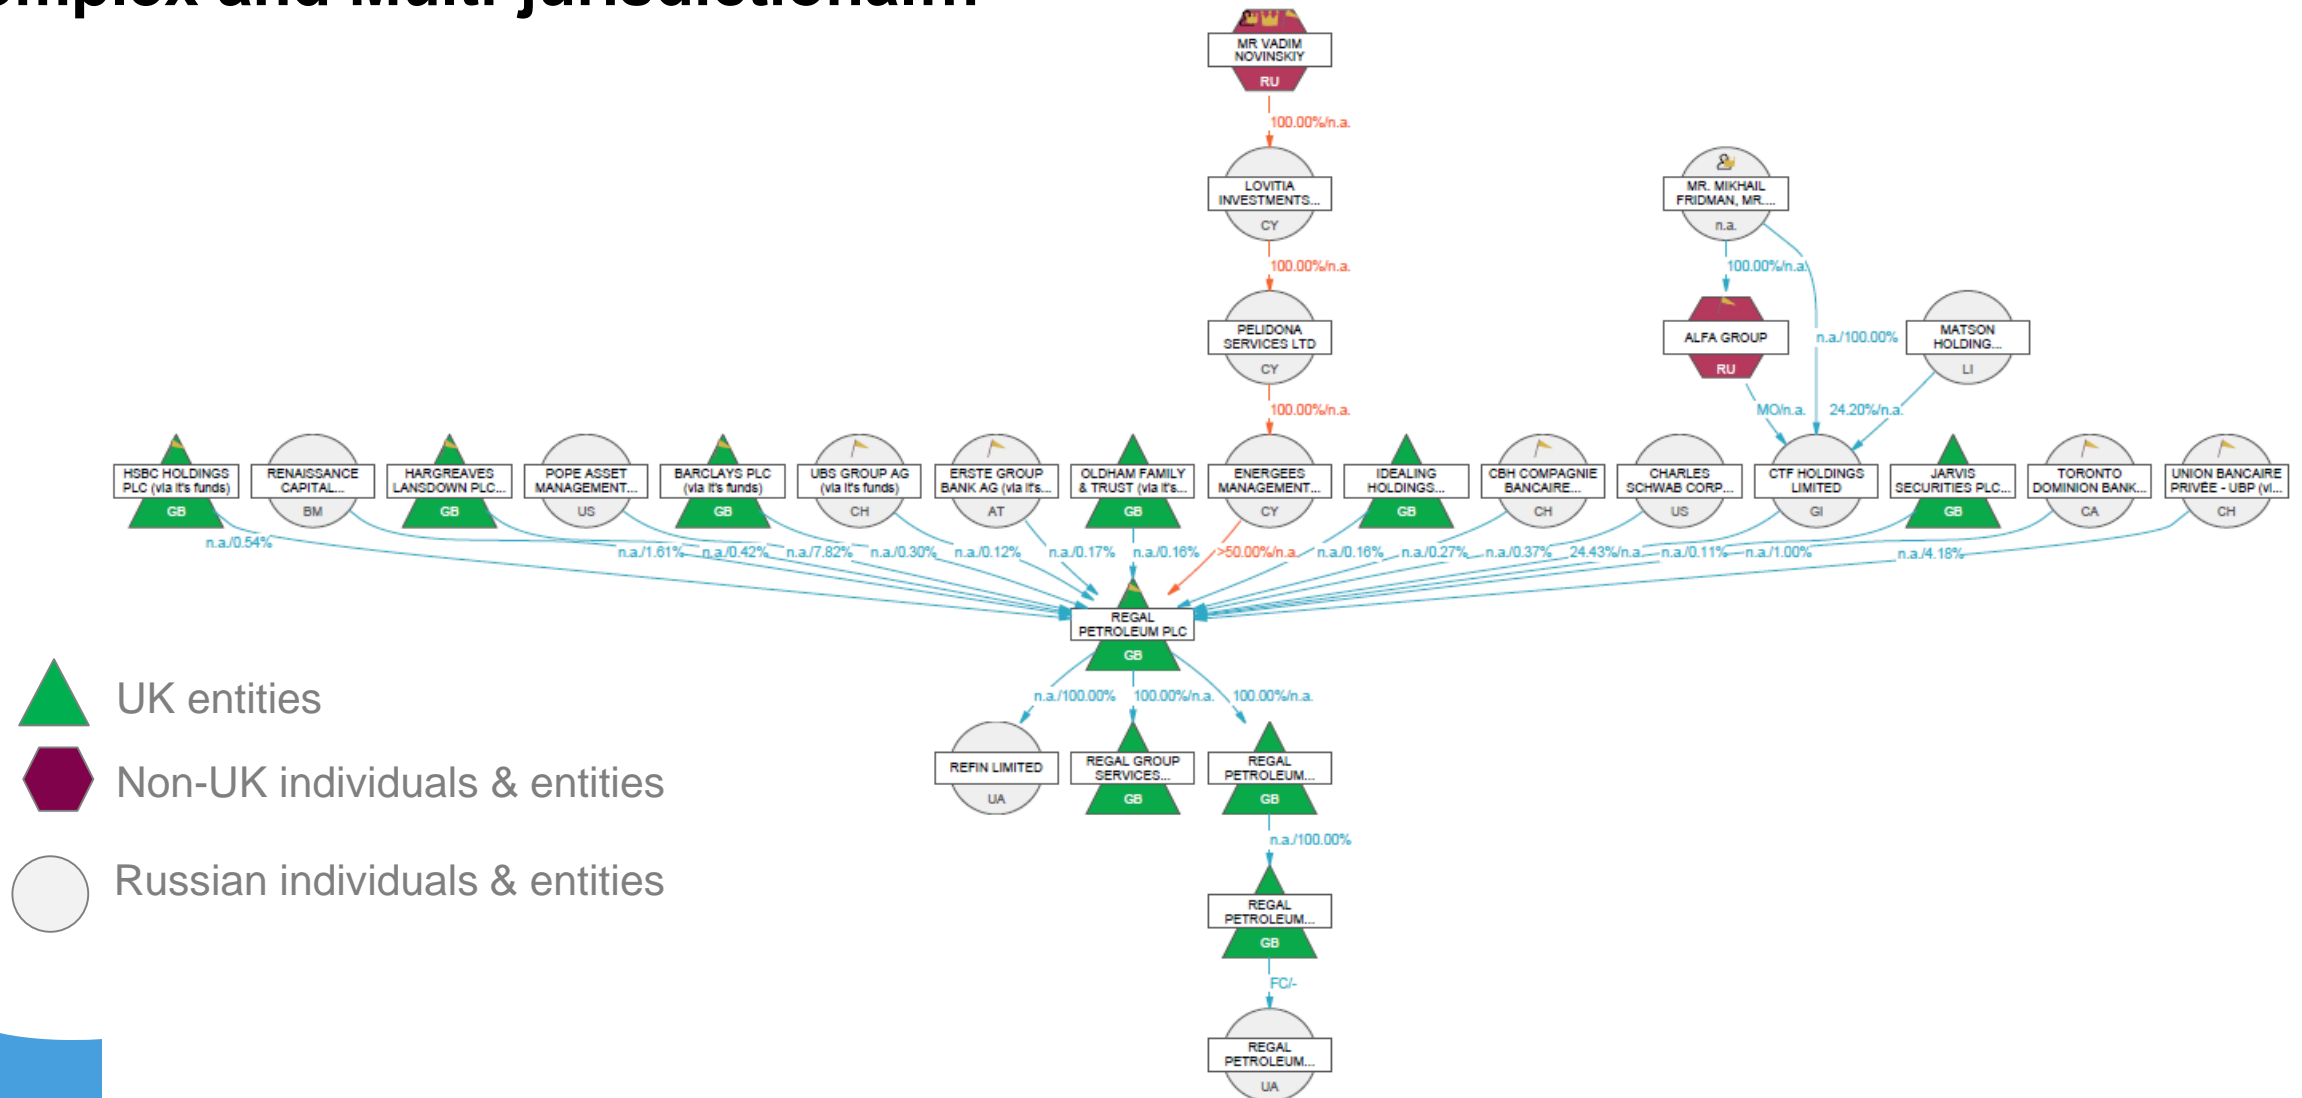 omplex and Multi-jurisdictional...
MR VADIM
NOVINSKIY
RU
100.00%/n.a.
LOVITIA
INVESTMENTS...
CY
MR. MIKHAIL
FRIDMAN, MR....
n.a.
100.00%/n.a.
100.00%/n.a.
PELIDONA
SERVICES LTD
CY
ALFA GROUP
RU
n.a./100.00%
MATSON
HOLDING...
LI
100.00%/n.a.
MO/n.a.
24.20%/n.a.
HSBC HOLDINGS
PLC (via It's funds)
GB
RENAISSANCE
CAPITAL...
BM
HARGREAVES
LANSDOWN PLC...
GB
POPE ASSET
MANAGEMENT...
US
BARCLAYS PLC
(via It's funds)
GB
UBS GROUP AG
(via It's funds)
CH
ERSTE GROUP
BANK AG (via It's...
AT
OLDHAM FAMILY
& TRUST (via It's...
GB
ENERGEES
MANAGEMENT...
CY
IDEALING
HOLDINGS...
GB
CBH COMPAGNIE
BANCAIRE...
CH
CHARLES
SCHWAB CORP...
US
CTF HOLDINGS
LIMITED
GI
JARVIS
SECURITIES PLC...
GB
TORONTO
DOMINION BANK...
CA
UNION BANCAIRE
PRIVÉE - UBP (vi...
CH
n.a./0.54%
n.a./1.61%
n.a./0.42%
n.a./7.82%
n.a./0.30%
n.a./0.12%
n.a./0.17%
n.a./0.16%
>50.00%/n.a.
n.a./0.16%
n.a./0.27%
n.a./0.37%
24.43%/n.a.
n.a./0.11%
n.a./1.00%
n.a./4.18%
REGAL
PETROLEUM PLC
GB
n.a./100.00%
100.00%/n.a.
100.00%/n.a.
REFIN LIMITED
UA
REGAL GROUP
SERVICES...
GB
REGAL
PETROLEUM...
GB
n.a./100.00%
REGAL
PETROLEUM...
GB
FC/-
REGAL
PETROLEUM...
UA
UK entities
Non-UK individuals & entities
Russian individuals & entities